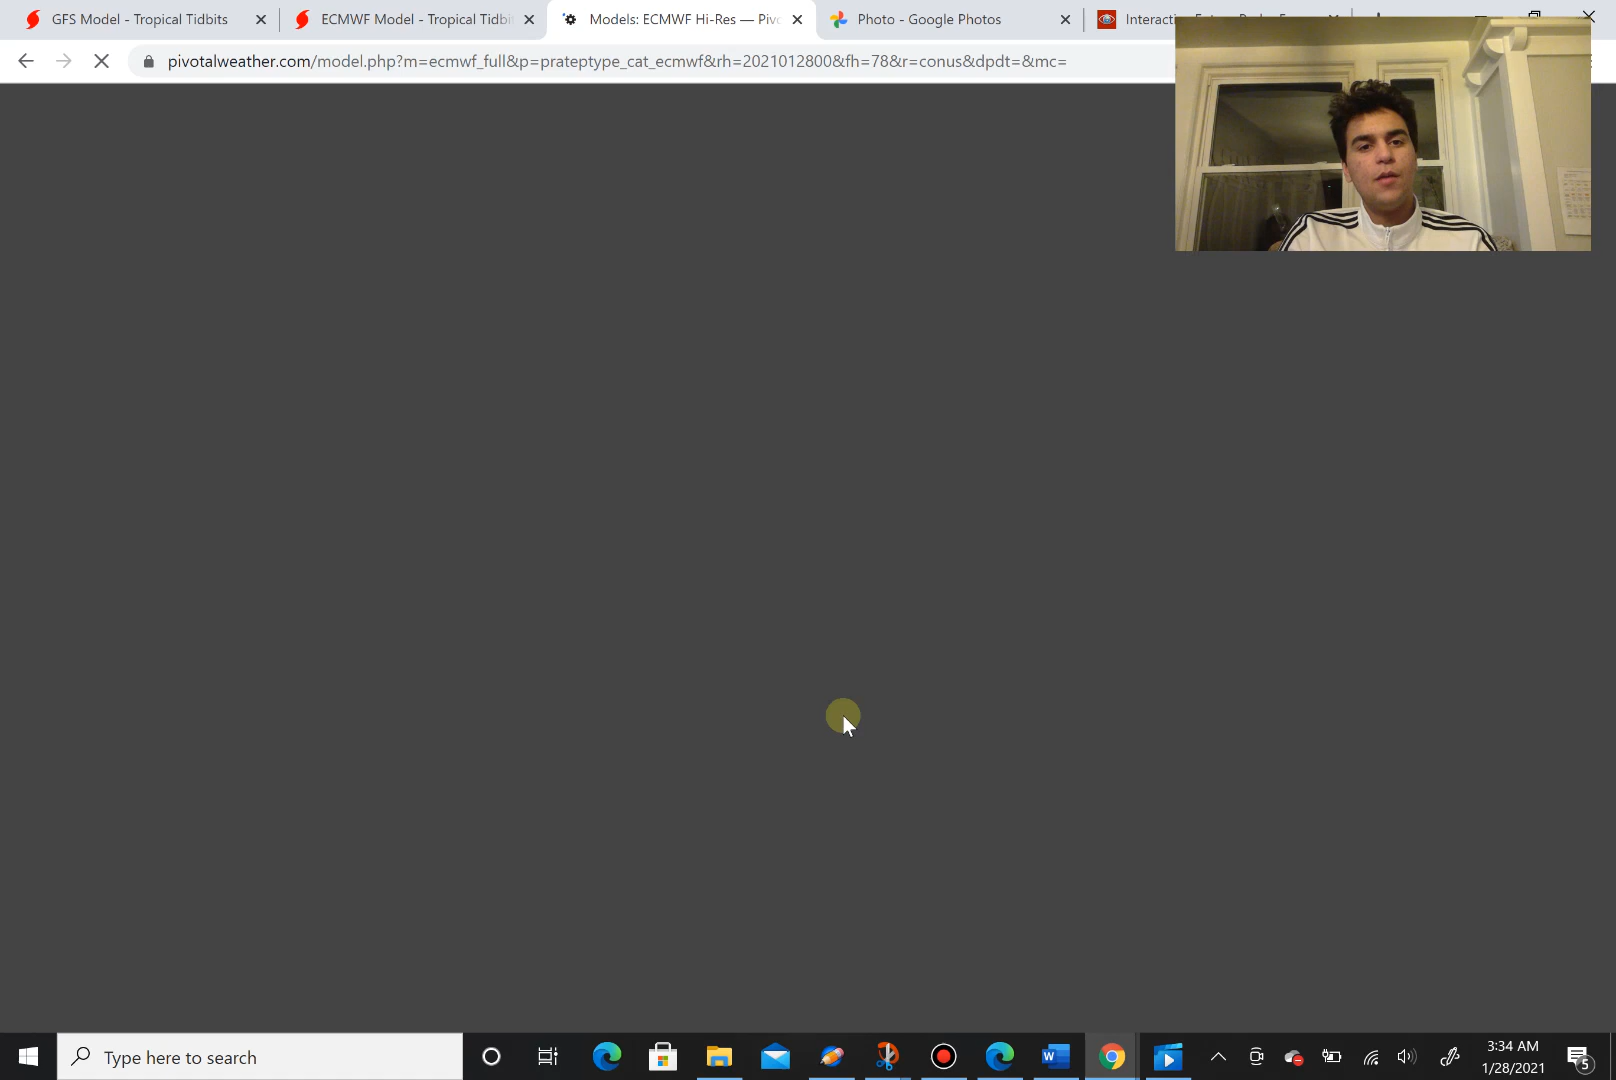 GFS Model - Tropical Tidbits
ECMWF Model - Tropical Tidbi
Models: ECMWF Hi-Res — Pivo
Photo - Google Photos
pivotalweather.com/model.php?m=ecmwf_full&p=prateptype_cat_ecmwf&rh=2021012800&fh=78&r=conus&dpdt=&mc=
Type here to search
3:34 AM
1/28/2021
5